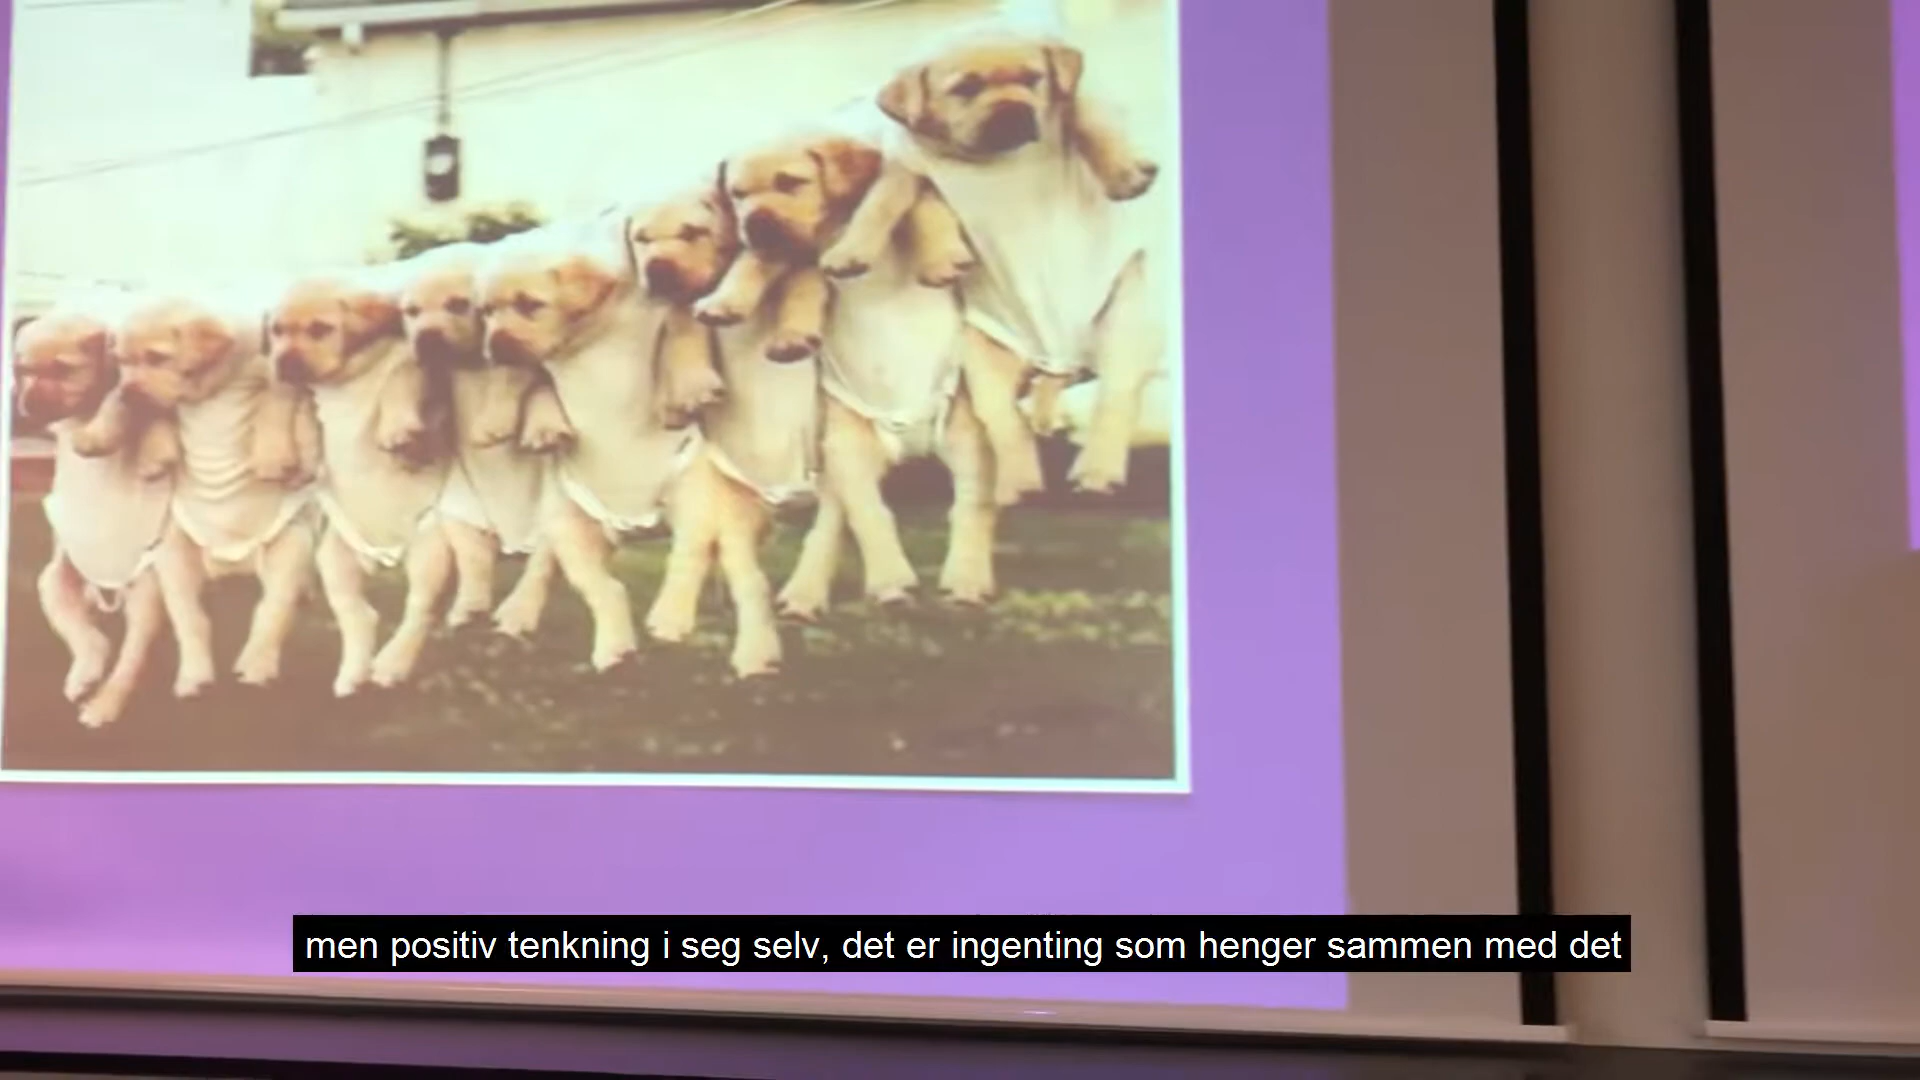 men positiv tenkning i seg selv, det er ingenting som henger sammen med det